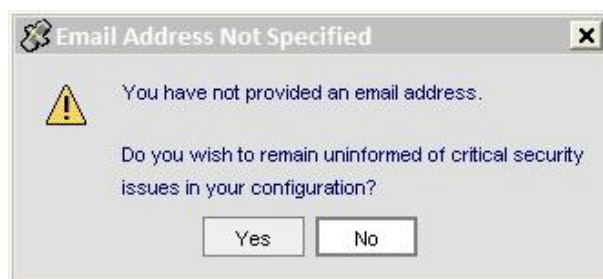 Email Address Not Specified
You have not provided an email address.
Do you wish to remain uninformed of critical security
issues in your configuration?
Yes
No